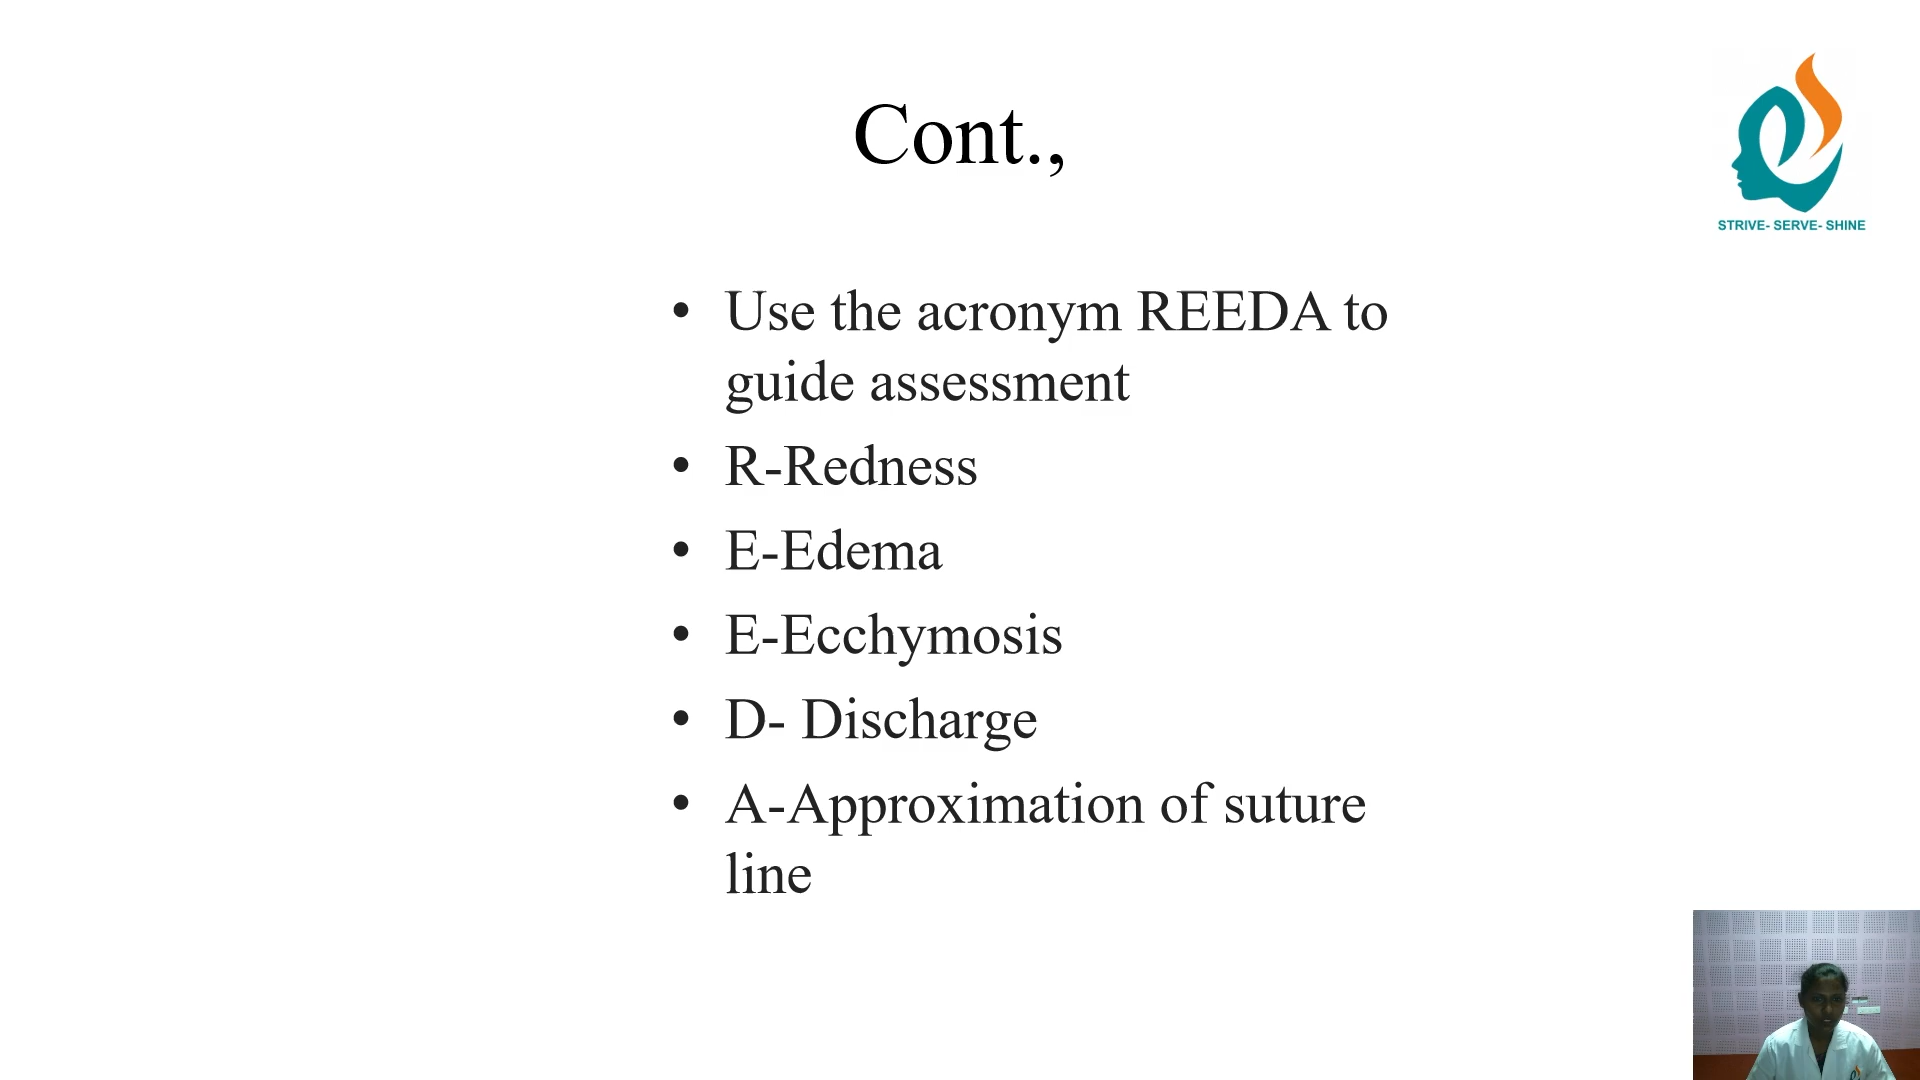 Cont.,
STRIVE- SERVE- SHINE
• Use the acronym REEDA to
guide assessment
• R-Redness
• E-Edema
• E-Ecchymosis
• D- Discharge
• A-Approximation of suture
line